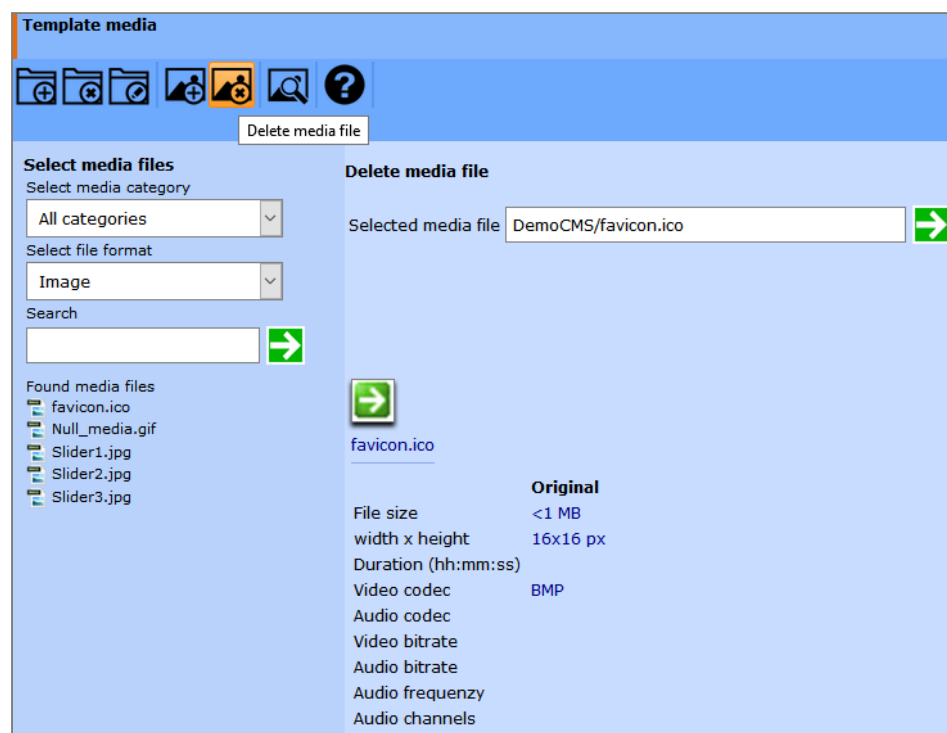 Template media
Delete media file
Select media files
Select media category
All categories
Select file format
Image
Search
Found media files
favicon.ico
Null_media.gif
Slider1.jpg
Slider2.jpg
Slider3.jpg
Delete media file
Selected media file DemoCMS/favicon.ico
favicon.ico
Original
File size <1 MB
width x height 16x16 px
Duration (hh:mm:ss)
Video codec BMP
Audio codec
Video bitrate
Audio bitrate
Audio frequenzy
Audio channels